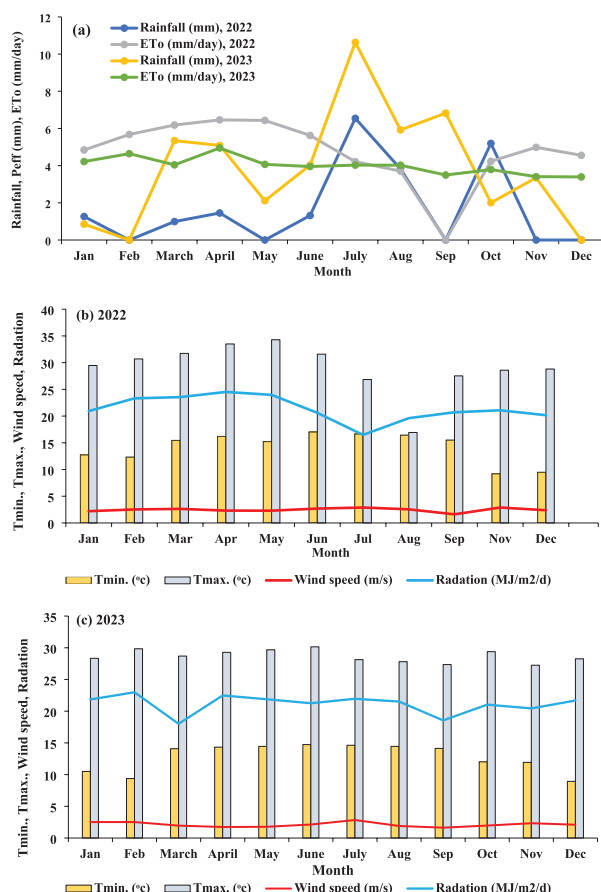 (a)
Rainfall (mm), 2022
ETo (mm/day), 2022
Rainfall (mm), 2023
ETo (mm/day), 2023
Rainfall, Peff (mm), ETo (mm/day)
12
10
8
6
4
2
0
Jan Feb March April May June July Aug Sep Oct Nov Dec
Month
(b) 2022
Tmin., Tmax., Wind speed, Radation
40
35
30
25
20
15
10
5
0
Jan Feb Mar Apr May Jun Jul Aug Sep Nov Dec
Month
Tmin. (°c) Tmax. (°c) Wind speed (m/s) Radation (MJ/m2/d)
(c) 2023
Tmin., Tmax., Wind speed, Radation
35
30
25
20
15
10
5
0
Jan Feb March April May June July Aug Sep Oct Nov Dec
Month
Tmin. (°c) Tmax. (°c) Wind speed (m/s) Radation (MJ/m2/d)